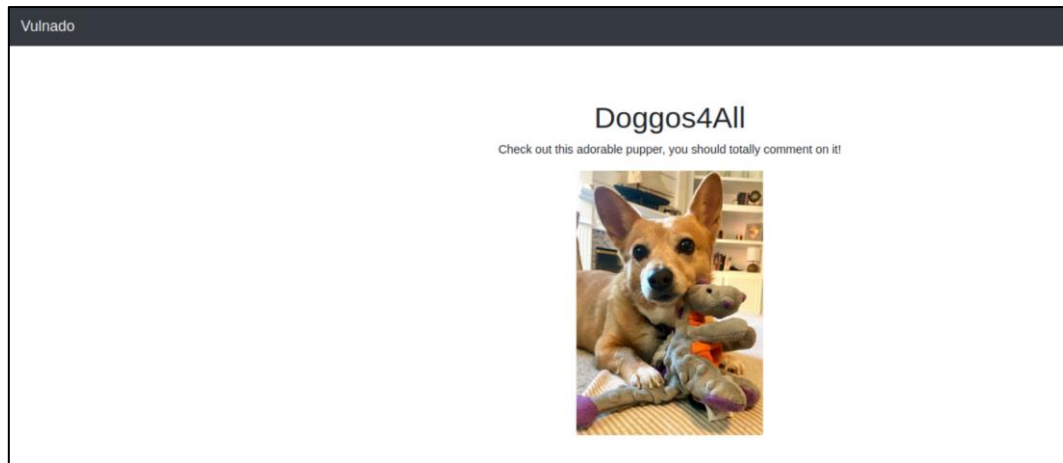 Vulnado
Doggos4All
Check out this adorable pupper, you should totally comment on it!